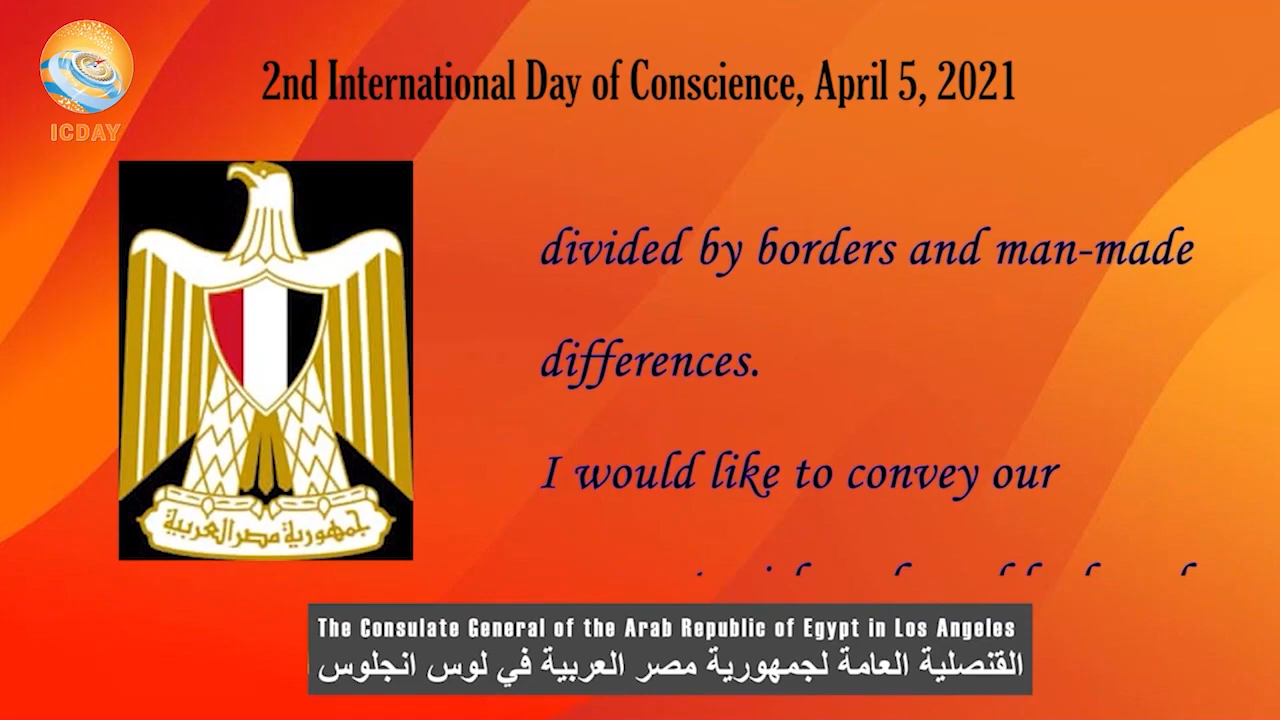 ICDAY
2nd International Day of Conscience, April 5, 2021
divided by borders and man-made
differences.
I would like to convey our
جمهورية مصر العربية
The Consulate General of the Arab Republic of Egypt in Los Angeles
القنصلية العامة لجمهورية مصر العربية في لوس انجلوس